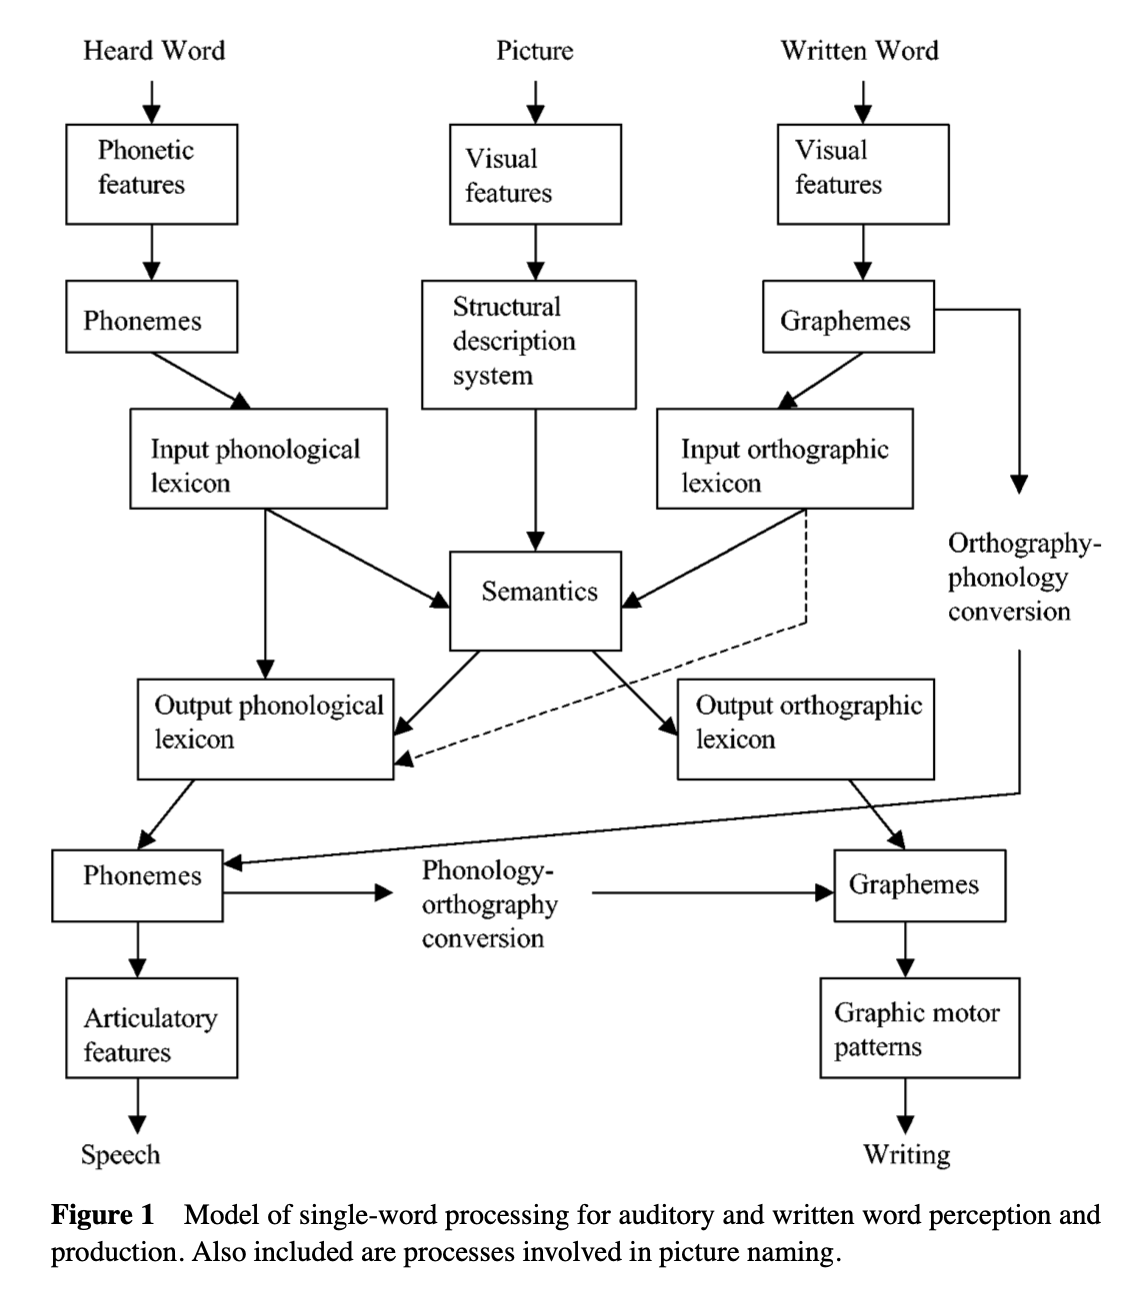 Heard Word
Picture
Written Word
Phonetic
features
Visual
features
Visual
features
Phonemes
Structural
description
system
Graphemes
Input phonological
lexicon
Input orthographic
lexicon
Orthography-
phonology
conversion
Semantics
Output phonological
lexicon
Output orthographic
lexicon
Phonemes
Phonology-
orthography
conversion
Graphemes
Articulatory
features
Graphic motor
patterns
Speech
Writing
Figure 1 Model of single-word processing for auditory and written word perception and
production. Also included are processes involved in picture naming.